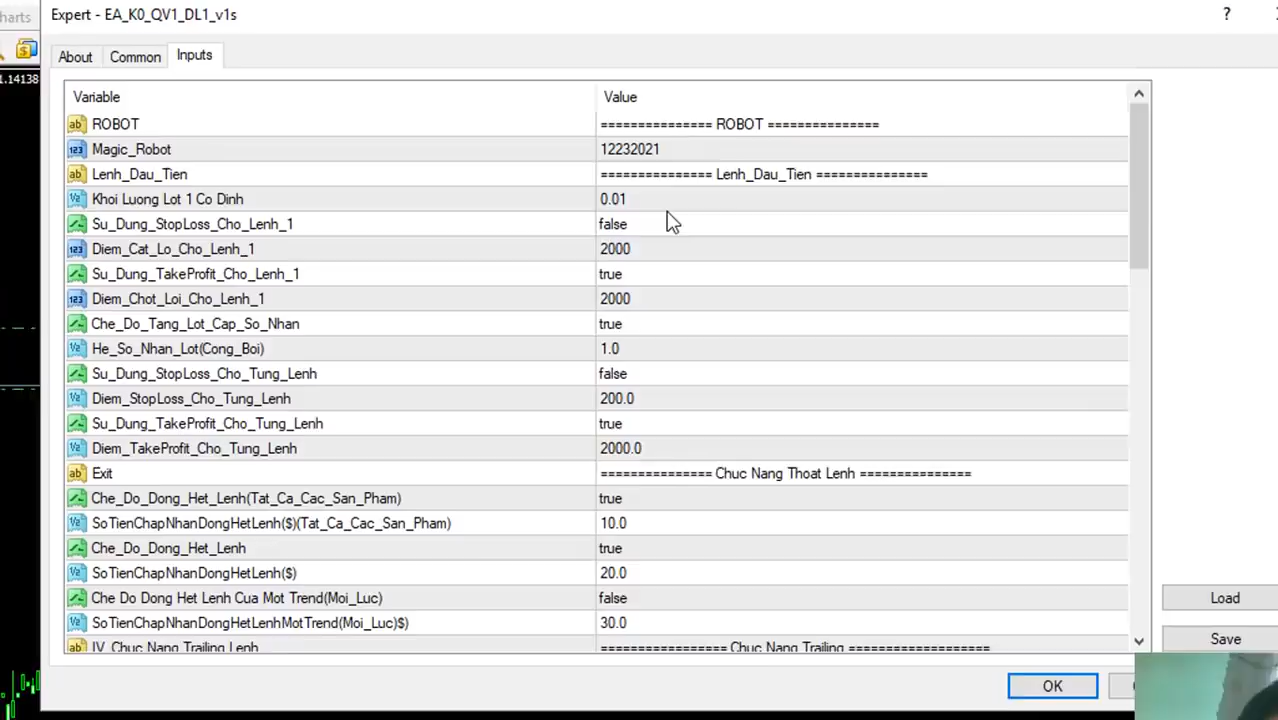 harts
Expert - EA_K0_QV1_DL1_v1s
?
About
Common
Inputs
1.14138
Variable
Value
ROBOT
=============== ROBOT ===============
Magic_Robot
12232021
Lenh_Dau_Tien
=============== Lenh_Dau_Tien ===============
Khoi Luong Lot 1 Co Dinh
0.01
Su_Dung_StopLoss_Cho_Lenh_1
false
Diem_Cat_Lo_Cho_Lenh_1
2000
Su_Dung_TakeProfit_Cho_Lenh_1
true
Diem_Chot_Loi_Cho_Lenh_1
2000
Che_Do_Tang_Lot_Cap_So_Nhan
true
He_So_Nhan_Lot(Cong_Boi)
1.0
Su_Dung_StopLoss_Cho_Tung_Lenh
false
Diem_StopLoss_Cho_Tung_Lenh
200.0
Su_Dung_TakeProfit_Cho_Tung_Lenh
true
Diem_TakeProfit_Cho_Tung_Lenh
2000.0
Exit
=============== Chuc Nang Thoat Lenh ===============
Che_Do_Dong_Het_Lenh(Tat_Ca_Cac_San_Pham)
true
SoTienChapNhanDongHetLenh($)(Tat_Ca_Cac_San_Pham)
10.0
Che_Do_Dong_Het_Lenh
true
SoTienChapNhanDongHetLenh($)
20.0
Che Do Dong Het Lenh Cua Mot Trend(Moi_Luc)
false
SoTienChapNhanDongHetLenhMotTrend(Moi_Luc)$)
30.0
IV_Chuc Nang Trailing Lenh
================= Chuc Nang Trailing ===================
Load
Save
OK